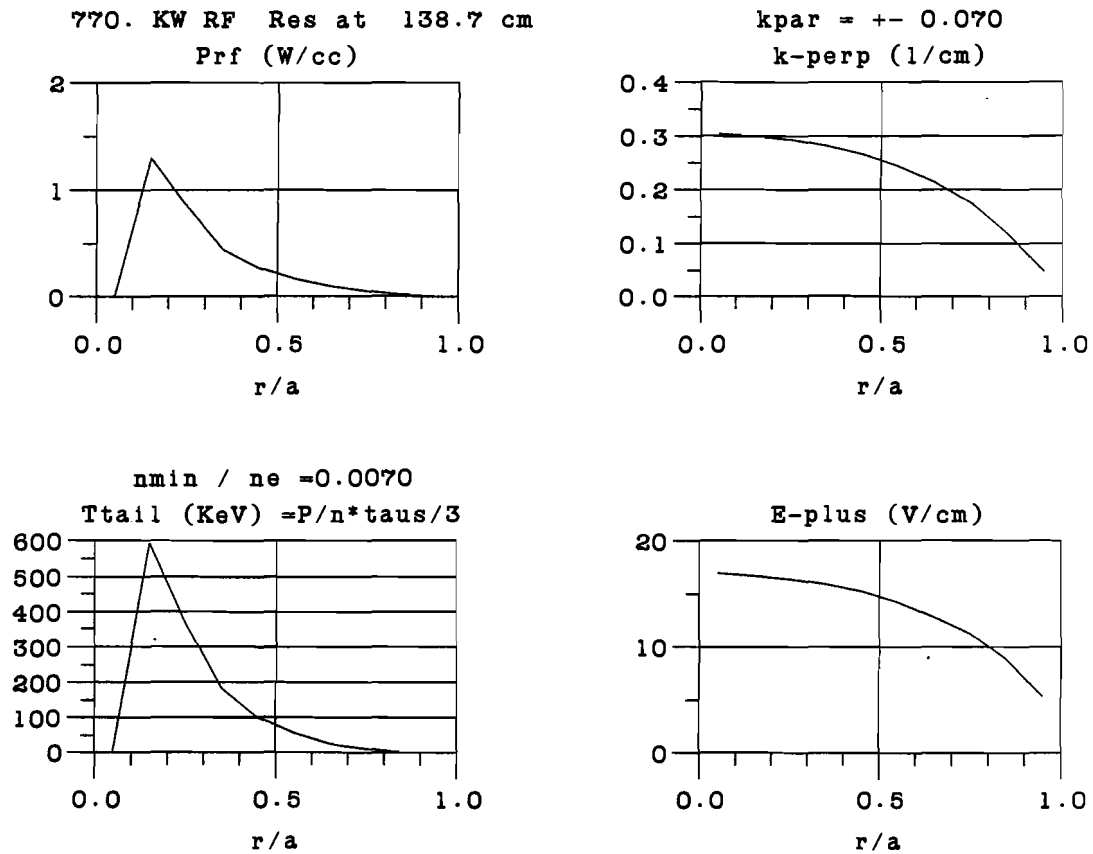 770. KW RF Res at 138.7 cm
Prf (W/cc)
2
1
0
0.0 0.5 1.0
r/a
kpar = +- 0.070
k-perp (1/cm)
0.4
0.3
0.2
0.1
0.0
0.0 0.5 1.0
r/a
nmin / ne =0.0070
Ttail (KeV) =P/n*taus/3
600
500
400
300
200
100
0
0.0 0.5 1.0
r/a
E-plus (V/cm)
20
10
0
0.0 0.5 1.0
r/a